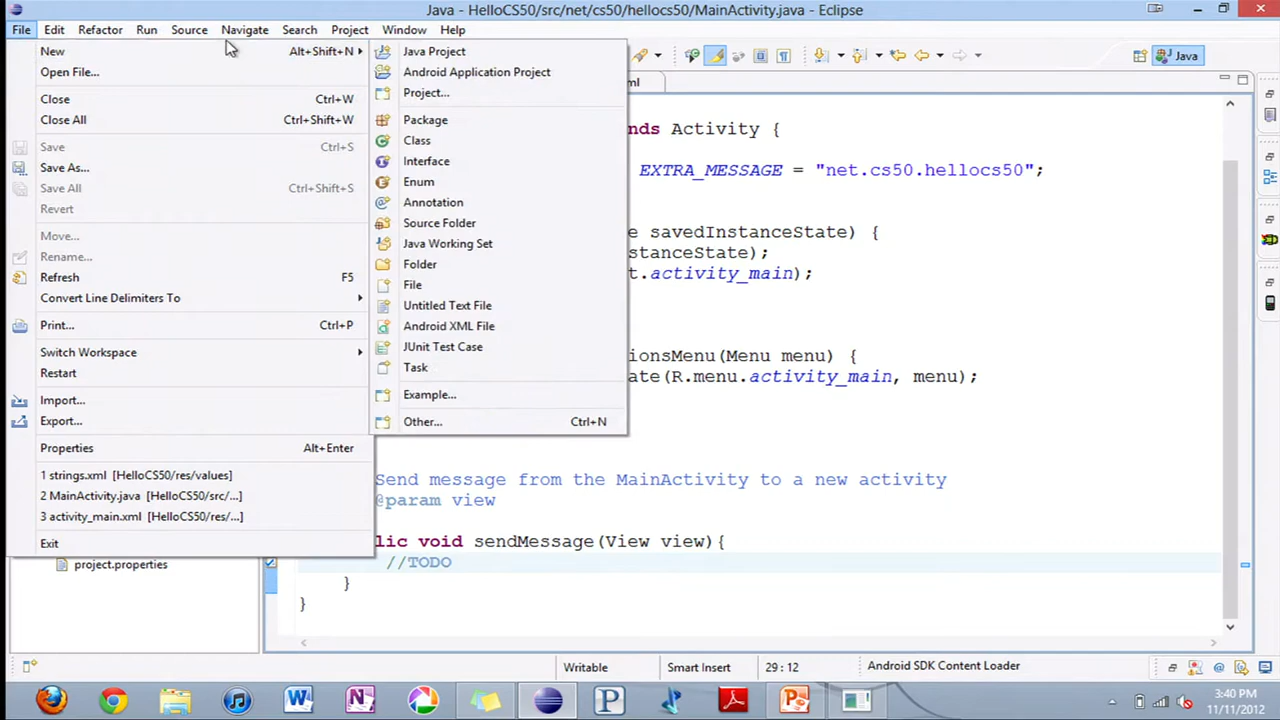 Java - HelloCS50/src/net/cs50/hellocs50/MainActivity.java - Eclipse
File Edit Refactor Run Source Navigate Search Project Window Help
New Alt+Shift+N
Open File...
Close Ctrl+W
Close All Ctrl+Shift+W
Save Ctrl+S
Save As...
Save All Ctrl+Shift+S
Revert
Move...
Rename...
Refresh F5
Convert Line Delimiters To
Print... Ctrl+P
Switch Workspace
Restart
Import...
Export...
Properties Alt+Enter
1 strings.xml [HelloCS50/res/values]
2 MainActivity.java [HelloCS50/src/...]
3 activity_main.xml [HelloCS50/res/...]
Exit
Java Project
Android Application Project
Project...
Package
Class
Interface
Enum
Annotation
Source Folder
Java Working Set
Folder
File
Untitled Text File
Android XML File
JUnit Test Case
Task
Example...
Other... Ctrl+N
Java
ml
nds Activity {
EXTRA_MESSAGE = "net.cs50.hellocs50";
e savedInstanceState) {
stanceState);
t.activity_main);
ionsMenu(Menu menu) {
ate(R.menu.activity_main, menu);
Send message from the MainActivity to a new activity
@param view
lic void sendMessage(View view){
//TODO
}
}
project.properties
Writable Smart Insert 29 : 12 Android SDK Content Loader
3:40 PM
11/11/2012